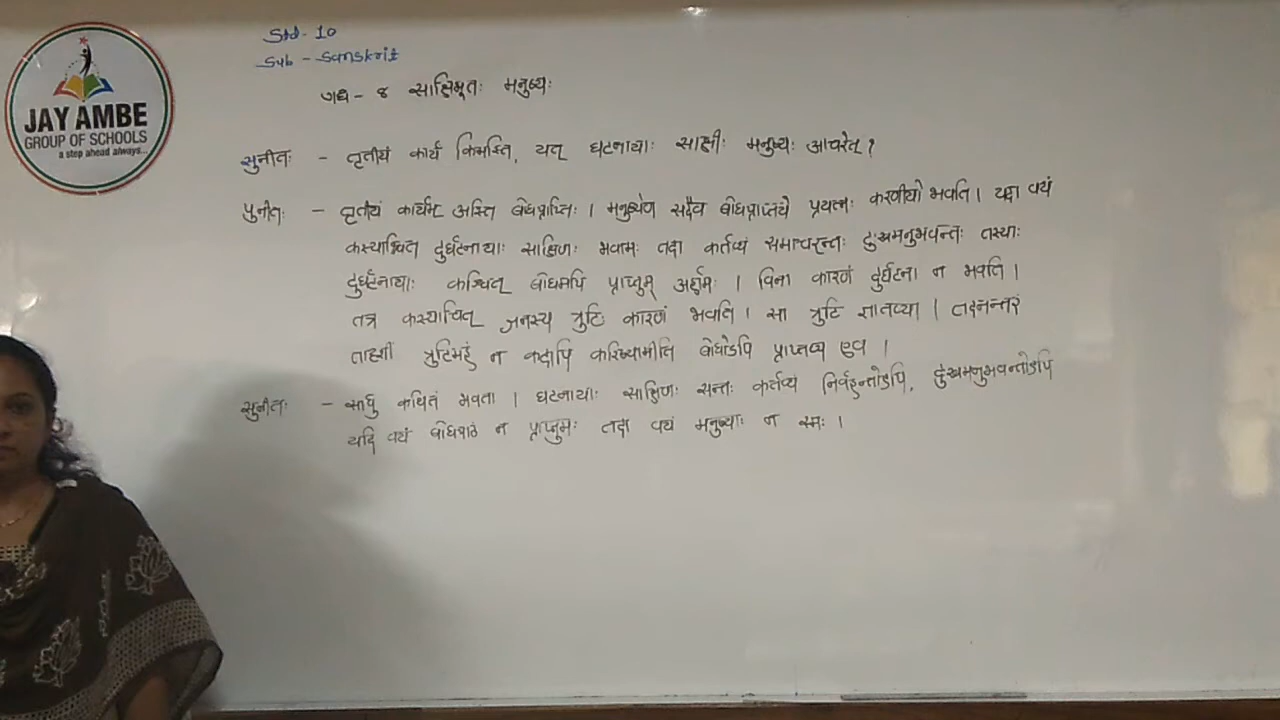 JAY AMBE
GROUP OF SCHOOLS
a step ahead always...
Std - 10
Sub - Sanskrit
गद्य - ४ साक्षिभूतः मनुष्यः
सुनीतः - तृतीयं कार्यं किमस्ति, यत् घटनायाः साक्षीः मनुष्यः आचरेत् ?
पुनीतः - तृतीयं कार्यम् अस्ति बोधप्राप्तिः । मनुष्येण सदैव बोधप्राप्तये प्रयत्नः करणीयो भवति । यदा वयं
कस्याश्चित् दुर्घटनायाः साक्षिणः भवामः तदा कर्तव्यं समाचरन्तः दुःखमनुभवन्तः तस्याः
दुर्घटनायाः कश्चित् बोधमपि प्राप्तुम् अर्हामः । विना कारणं दुर्घटना न भवति ।
तत्र कस्यचित् जनस्य त्रुटि कारणं भवति । सा त्रुटि ज्ञातव्या । तदनन्तरं
तादृशीं त्रुटिमहं न कदापि करिष्यामीति बोधोऽपि प्राप्तव्य एव ।
सुनीतः - साधु कथितं भवता । घटनायाः साक्षिणः सन्तः कर्तव्यं निर्वहन्तोऽपि, दुःखमनुभवन्तोऽपि
यदि वयं बोधपाठं न प्राप्नुमः तदा वयं मनुष्याः न स्मः ।